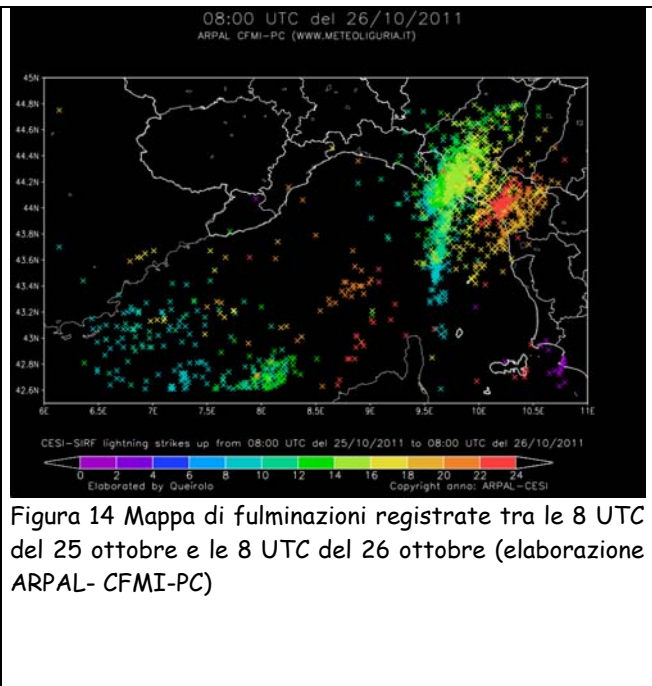 08:00 UTC del 26/10/2011
ARPAL CFMI-PC (WWW.METEOLIGURIA.IT)
45N
44.8N
44.6N
44.4N
44.2N
44N
43.8N
43.6N
43.4N
43.2N
43N
42.8N
42.6N
6E 6.5E 7E 7.5E 8E 8.5E 9E 9.5E 10E 10.5E 11E
CESI-SIRF lightning strikes up from 08:00 UTC del 25/10/2011 to 08:00 UTC del 26/10/2011
0 2 4 6 8 10 12 14 16 18 20 22 24
Elaborated by Queirolo Copyright anno: ARPAL-CESI
Figura 14 Mappa di fulminazioni registrate tra le 8 UTC
del 25 ottobre e le 8 UTC del 26 ottobre (elaborazione
ARPAL- CFMI-PC)